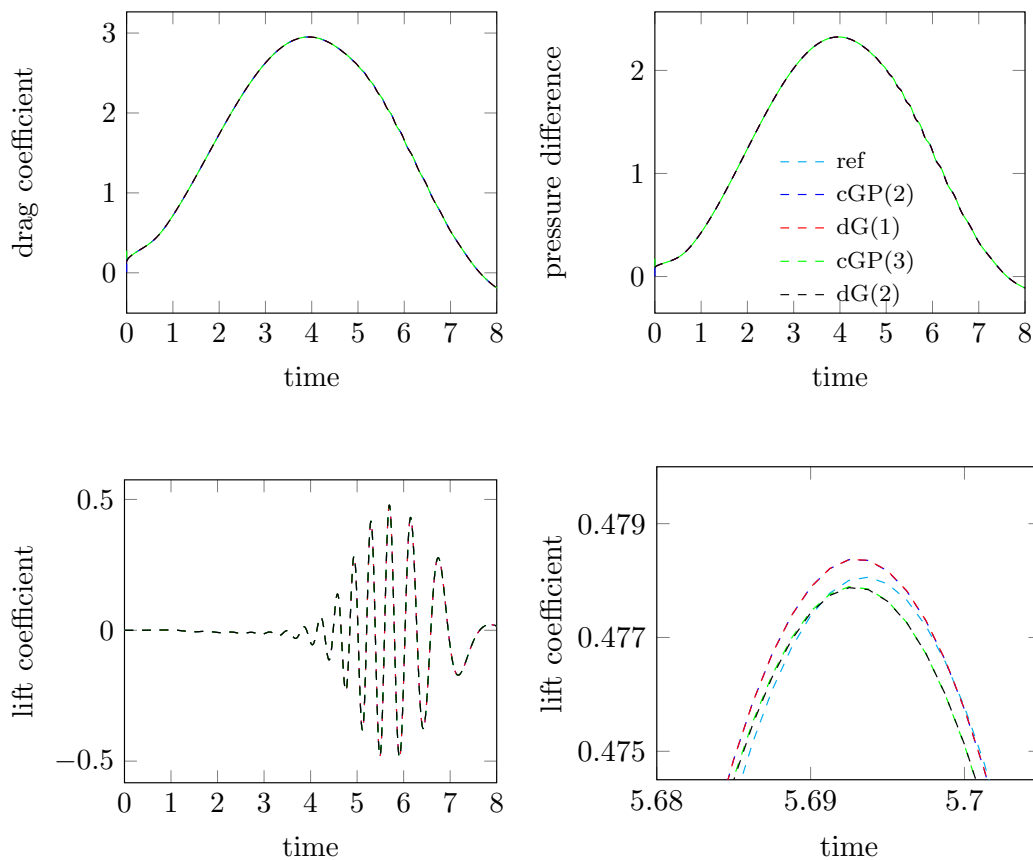 drag coefficient
3
2
1
0
0 1 2 3 4 5 6 7 8
time
pressure difference
2
1
0
ref
cGP(2)
dG(1)
cGP(3)
dG(2)
0 1 2 3 4 5 6 7 8
time
lift coefficient
0.5
0
−0.5
0 1 2 3 4 5 6 7 8
time
lift coefficient
0.479
0.477
0.475
5.68 5.69 5.7
time